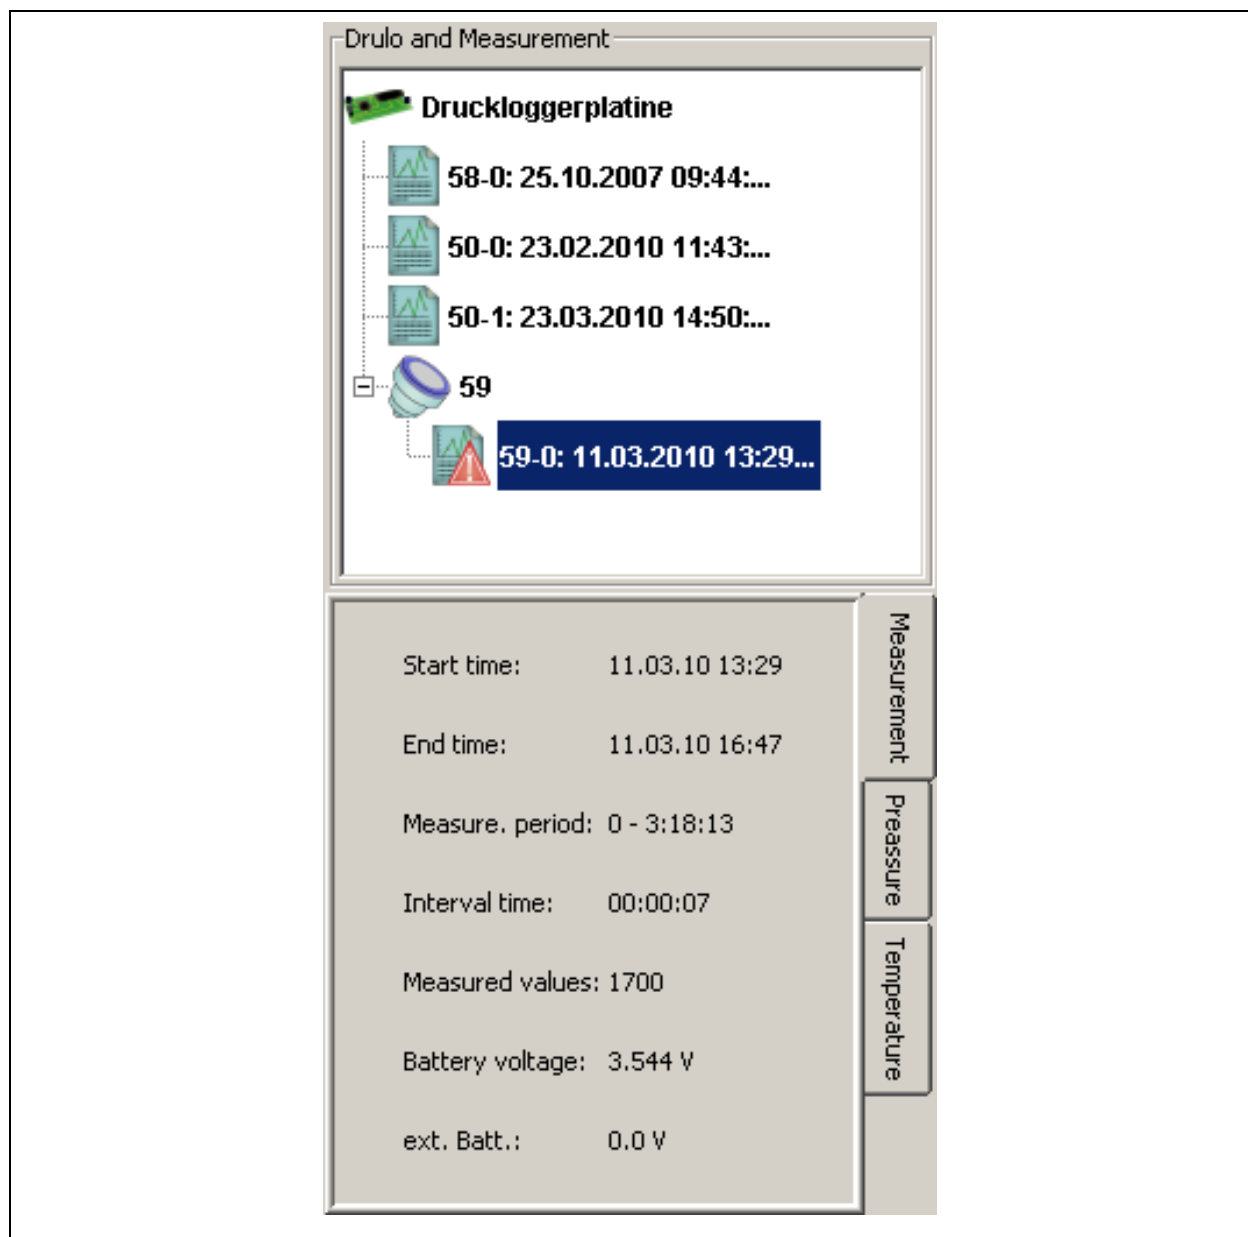 Drulo and Measurement
Druckloggerplatine
58-0: 25.10.2007 09:44:...
50-0: 23.02.2010 11:43:...
50-1: 23.03.2010 14:50:...
59
59-0: 11.03.2010 13:29...
Start time: 11.03.10 13:29
End time: 11.03.10 16:47
Measure. period: 0 - 3:18:13
Interval time: 00:00:07
Measured values: 1700
Battery voltage: 3.544 V
ext. Batt.: 0.0 V
Measurement
Preassure
Temperature